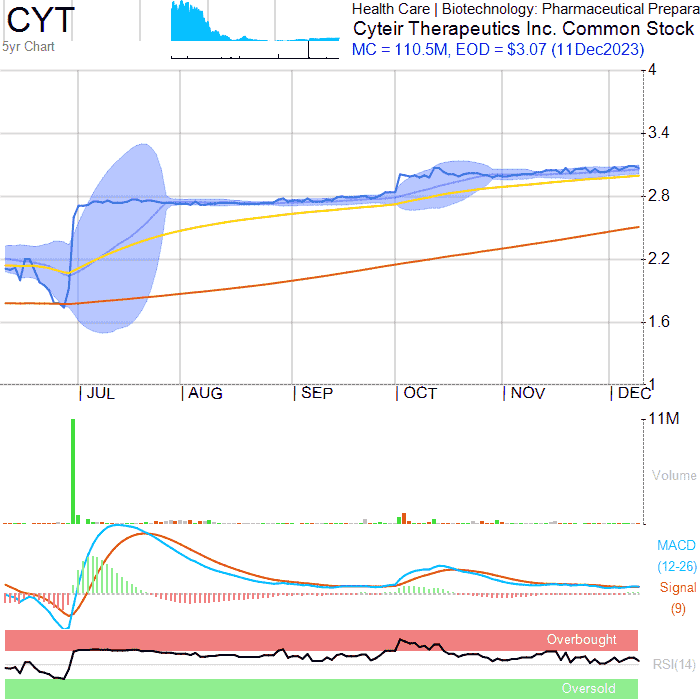 CYT
5yr Chart
Health Care | Biotechnology: Pharmaceutical Prepara
Cyteir Therapeutics Inc. Common Stock
MC = 110.5M, EOD = $3.07 (11Dec2023)
4
3.4
2.8
2.2
1.6
1
| JUL | AUG | SEP | OCT | NOV | DEC
11M
Volume
MACD
(12-26)
Signal
(9)
Overbought
RSI(14)
Oversold